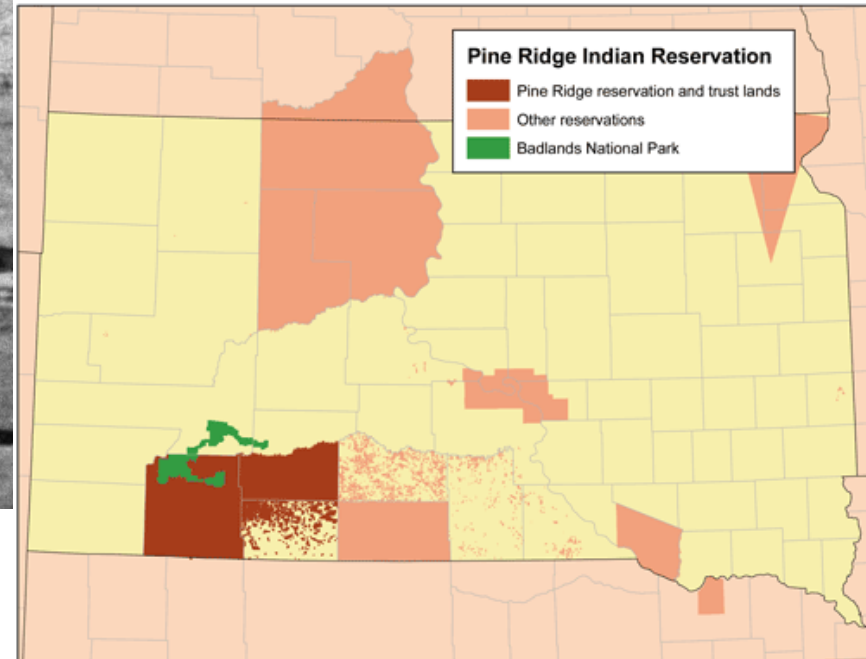 Pine Ridge Indian Reservation
Pine Ridge reservation and trust lands
Other reservations
Badlands National Park